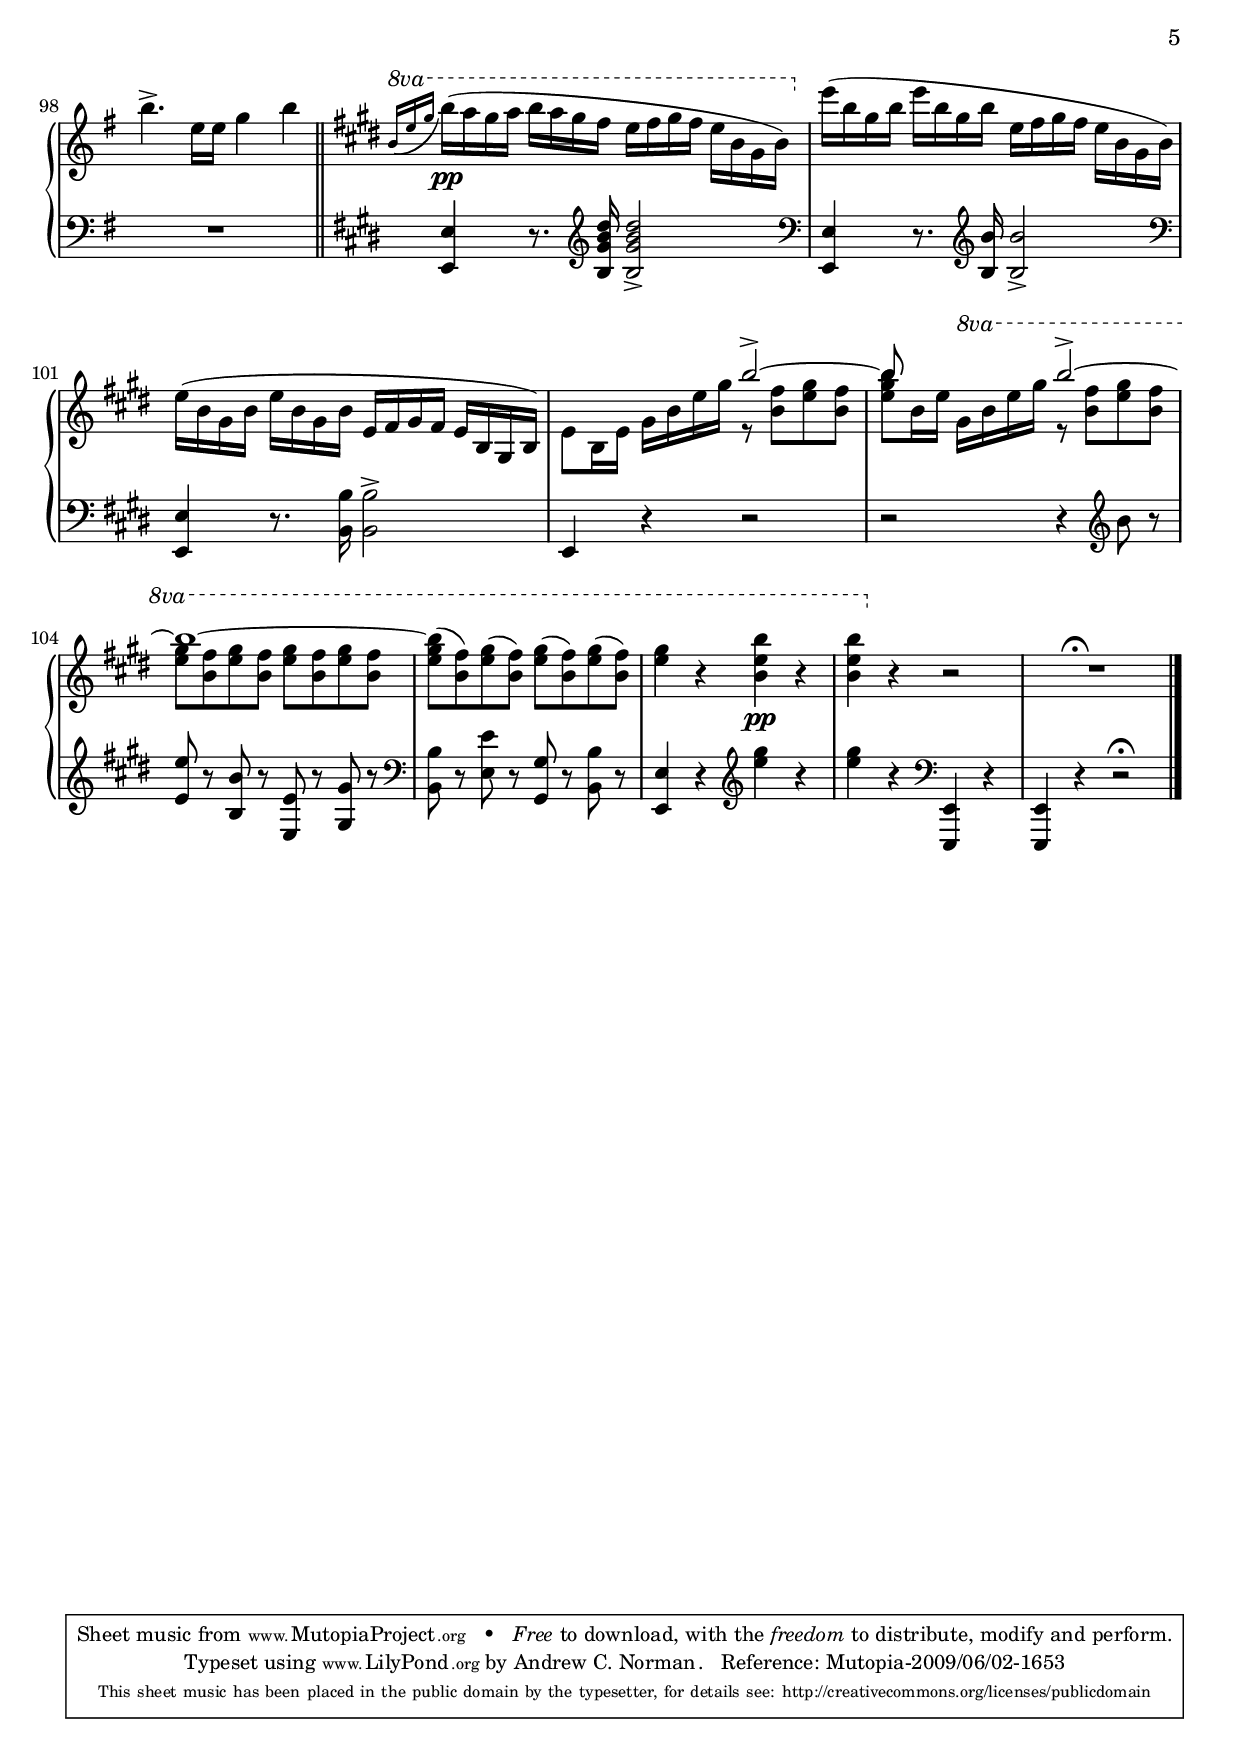 5
98
8va
pp
101
8va
104
8va
pp
Sheet music from www.MutopiaProject.org • Free to download, with the freedom to distribute, modify and perform.
Typeset using www.LilyPond.org by Andrew C. Norman. Reference: Mutopia-2009/06/02-1653
This sheet music has been placed in the public domain by the typesetter, for details see: http://creativecommons.org/licenses/publicdomain